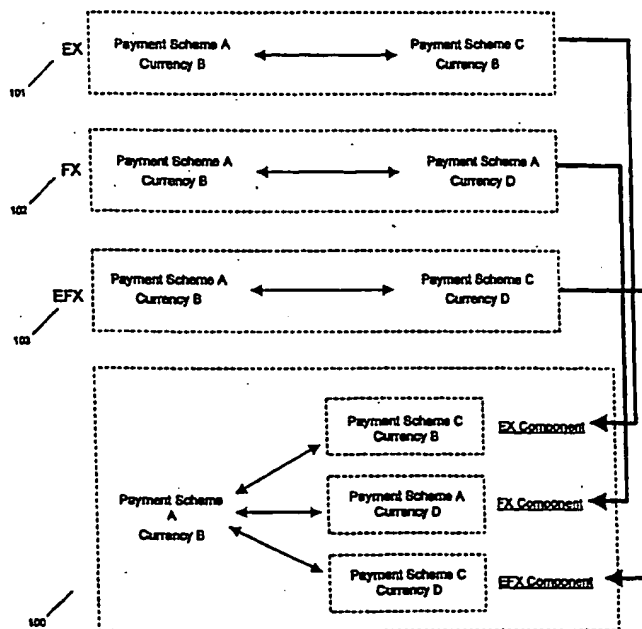 EX
Payment Scheme A
Currency B
Payment Scheme C
Currency B
101
FX
Payment Scheme A
Currency B
Payment Scheme A
Currency D
102
EFX
Payment Scheme A
Currency B
Payment Scheme C
Currency D
103
Payment Scheme C
Currency B
EX Component
Payment Scheme
A
Currency B
Payment Scheme A
Currency D
FX Component
Payment Scheme C
Currency D
EFX Component
100